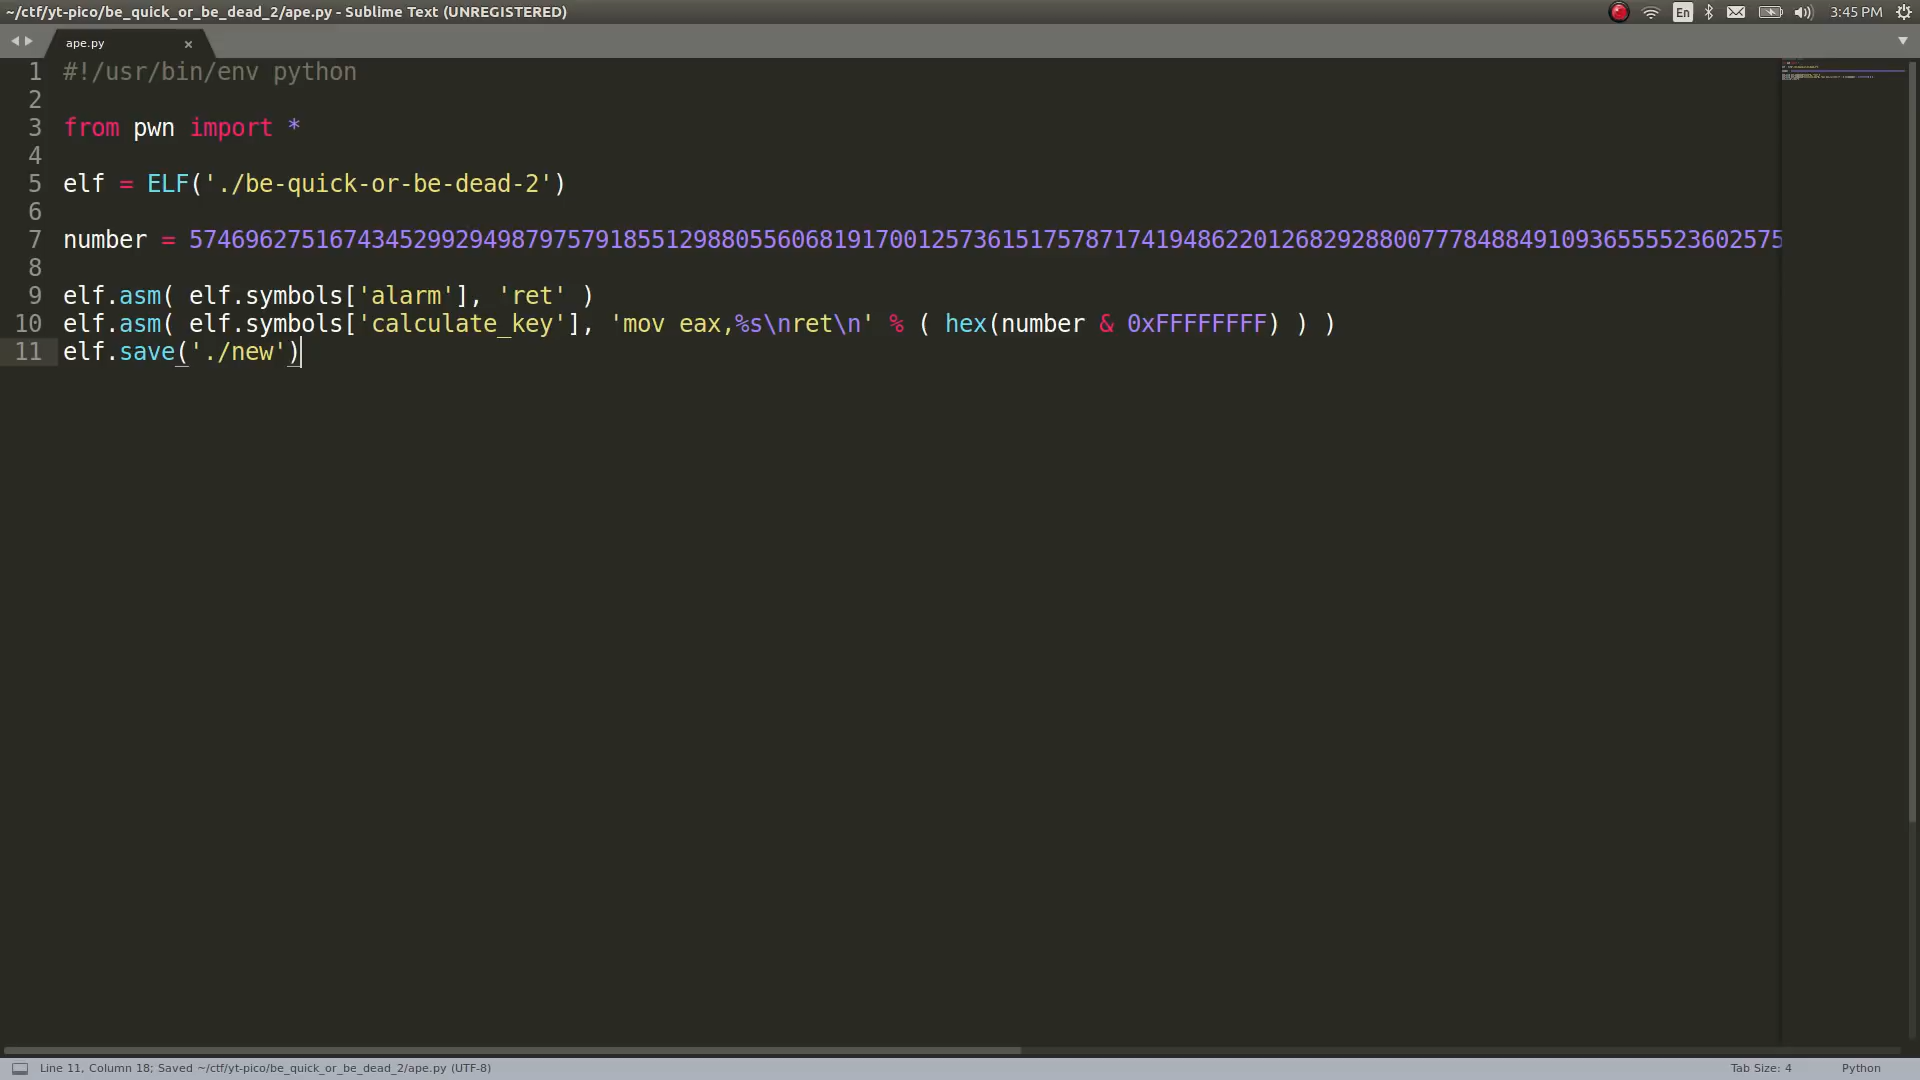 ~/ctf/yt-pico/be_quick_or_be_dead_2/ape.py - Sublime Text (UNREGISTERED)
En
3:45 PM
ape.py
1 #!/usr/bin/env python
2
3 from pwn import *
4
5 elf = ELF('./be-quick-or-be-dead-2')
6
7 number = 574696275167434529929498797579185512988055606819170012573615175787174194862201268292880077784884910936555523602575
8
9 elf.asm( elf.symbols['alarm'], 'ret' )
10 elf.asm( elf.symbols['calculate_key'], 'mov eax,%s\nret\n' % ( hex(number & 0xFFFFFFFF) ) )
11 elf.save('./new')
Line 11, Column 18; Saved ~/ctf/yt-pico/be_quick_or_be_dead_2/ape.py (UTF-8)
Tab Size: 4
Python